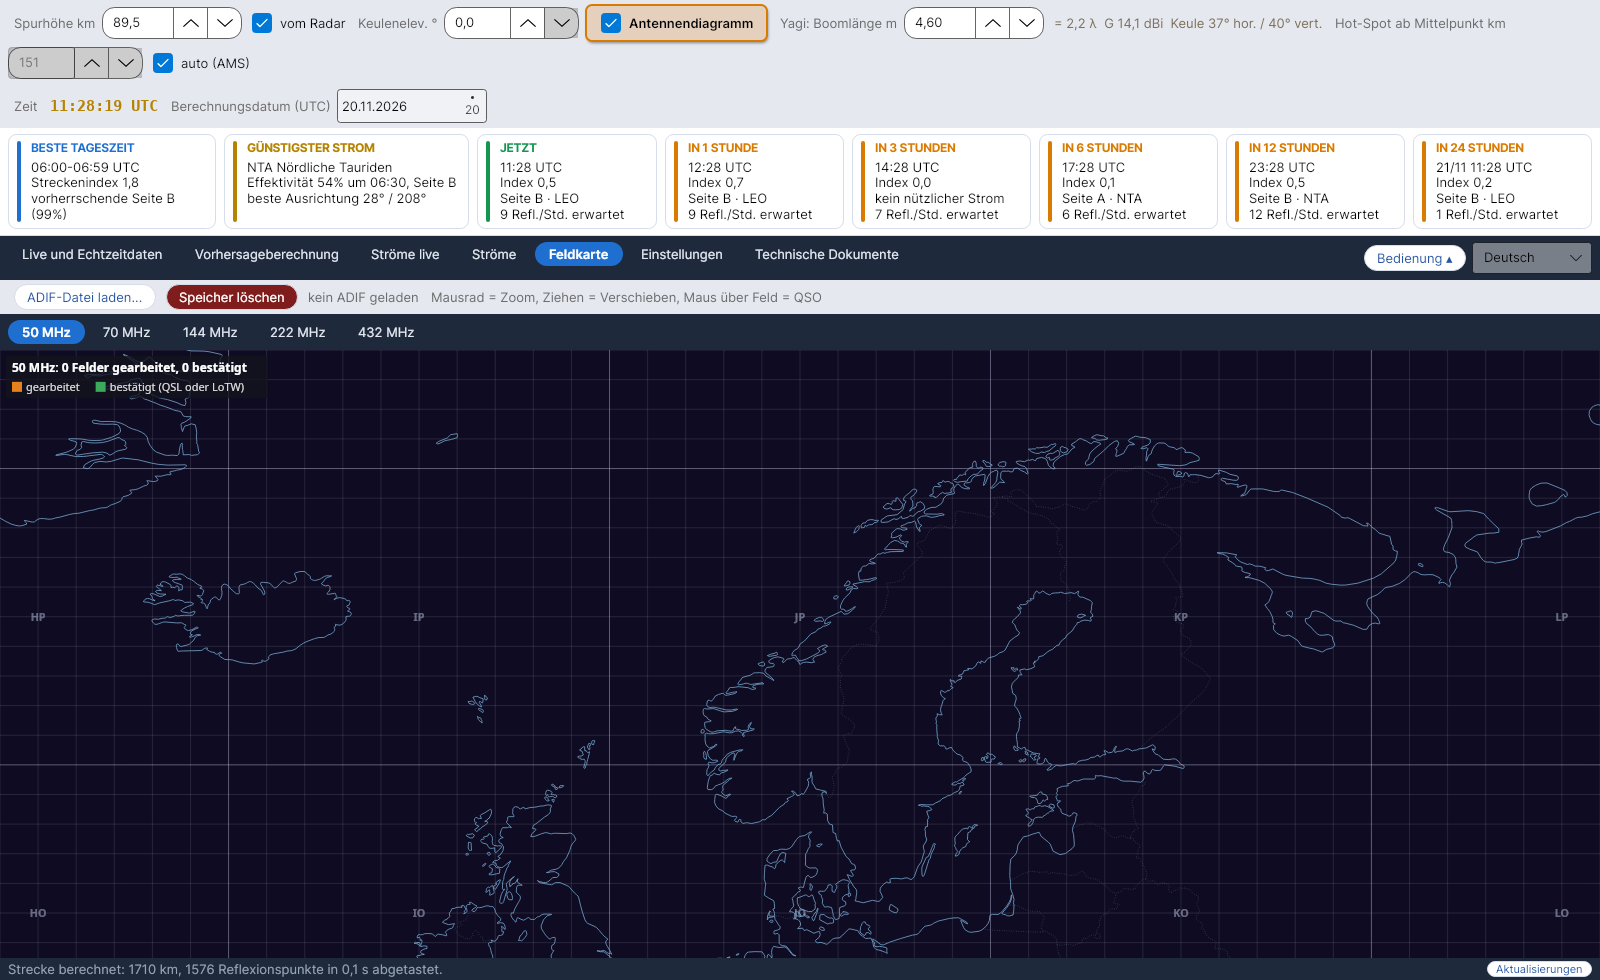 Spurhöhe km 89,5 vom Radar Keulenelev. ° 0,0 Antennendiagramm Yagi: Boomlänge m 4,60 = 2,2 λ G 14,1 dBi Keule 37° hor. / 40° vert. Hot-Spot ab Mittelpunkt km
151 auto (AMS)
Zeit 11:28:19 UTC Berechnungsdatum (UTC) 20.11.2026 20
BESTE TAGESZEIT
06:00-06:59 UTC
Streckenindex 1,8
vorherrschende Seite B
(99%)
GÜNSTIGSTER STROM
NTA Nördliche Tauriden
Effektivität 54% um 06:30, Seite B
beste Ausrichtung 28° / 208°
JETZT
11:28 UTC
Index 0,5
Seite B · LEO
9 Refl./Std. erwartet
IN 1 STUNDE
12:28 UTC
Index 0,7
Seite B · LEO
9 Refl./Std. erwartet
IN 3 STUNDEN
14:28 UTC
Index 0,0
kein nützlicher Strom
7 Refl./Std. erwartet
IN 6 STUNDEN
17:28 UTC
Index 0,1
Seite A · NTA
6 Refl./Std. erwartet
IN 12 STUNDEN
23:28 UTC
Index 0,5
Seite B · NTA
12 Refl./Std. erwartet
IN 24 STUNDEN
21/11 11:28 UTC
Index 0,2
Seite B · LEO
1 Refl./Std. erwartet
Live und Echtzeitdaten Vorhersageberechnung Ströme live Ströme Feldkarte Einstellungen Technische Dokumente Bedienung ▴ Deutsch
ADIF-Datei laden... Speicher löschen kein ADIF geladen Mausrad = Zoom, Ziehen = Verschieben, Maus über Feld = QSO
50 MHz 70 MHz 144 MHz 222 MHz 432 MHz
50 MHz: 0 Felder gearbeitet, 0 bestätigt
gearbeitet bestätigt (QSL oder LoTW)
HP IP JP KP LP
HO IO JO KO LO
Strecke berechnet: 1710 km, 1576 Reflexionspunkte in 0,1 s abgetastet. Aktualisierungen